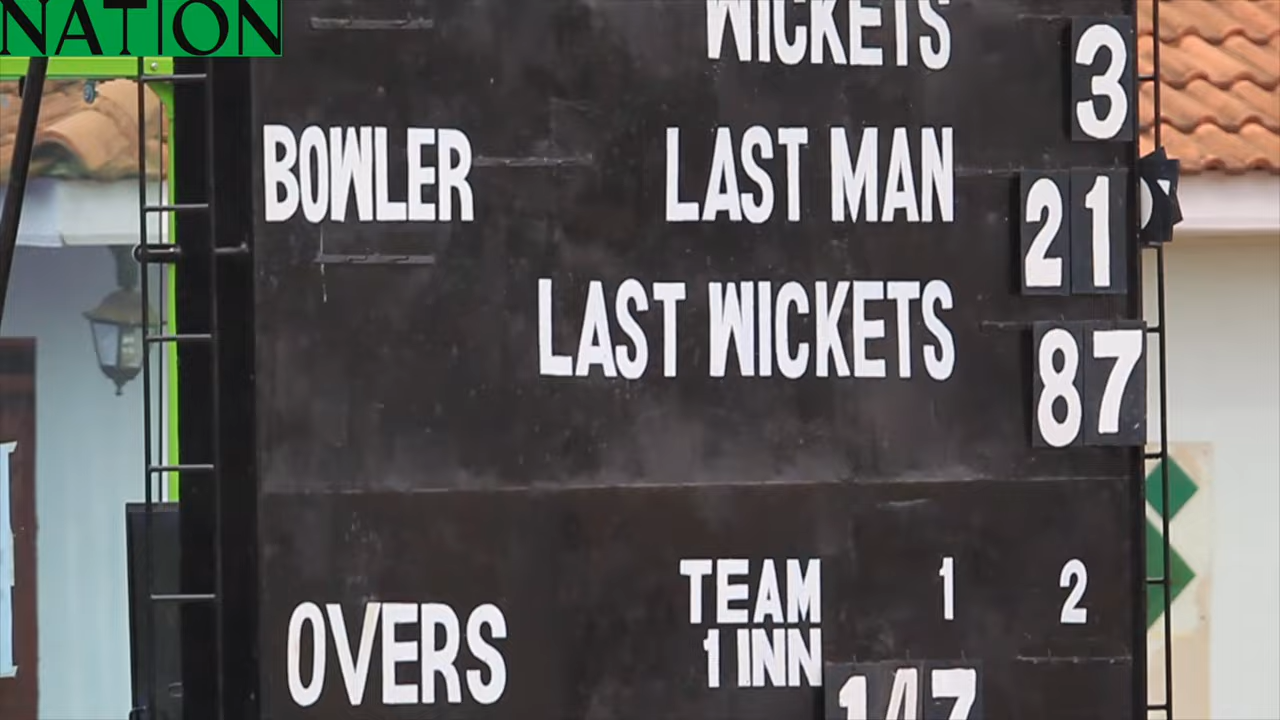 NATION
WICKETS 3
BOWLER LAST MAN 21
LAST WICKETS 87
TEAM 1 2
OVERS 1 INN
147